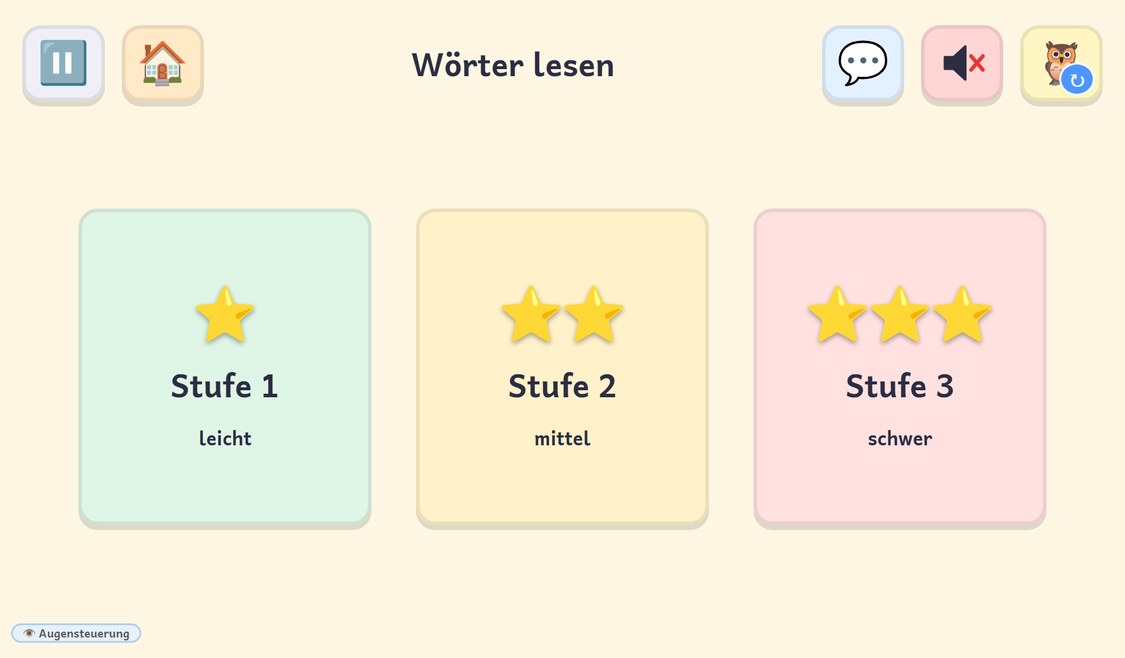 Wörter lesen
Stufe 1
leicht
Stufe 2
mittel
Stufe 3
schwer
Augensteuerung